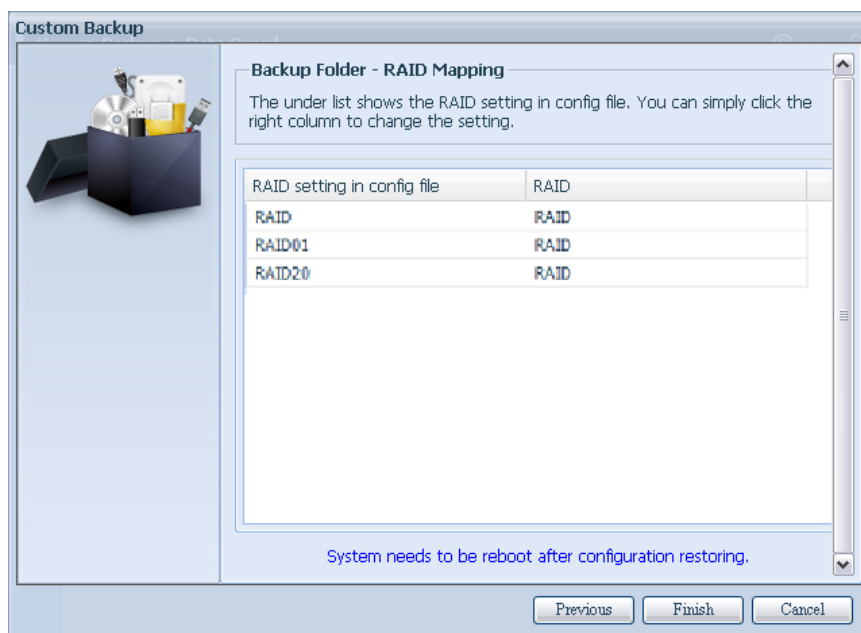 Custom Backup
Backup Folder - RAID Mapping
The under list shows the RAID setting in config file. You can simply click the
right column to change the setting.
RAID setting in config file RAID
RAID RAID
RAID01 RAID
RAID20 RAID
System needs to be reboot after configuration restoring.
Previous Finish Cancel